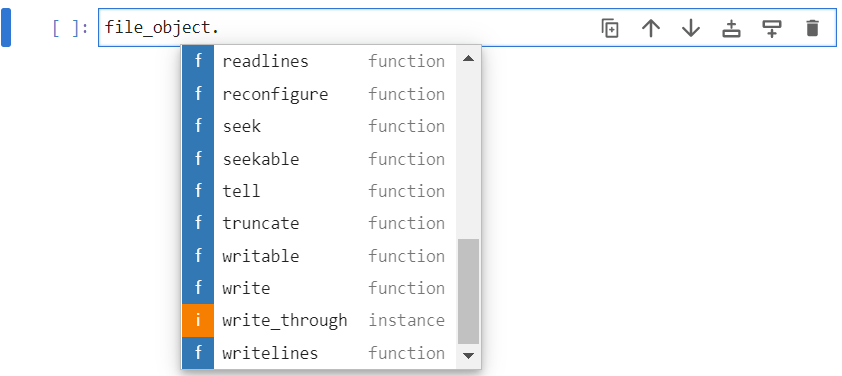 [ ]: file_object.
f readlines function
f reconfigure function
f seek function
f seekable function
f tell function
f truncate function
f writable function
f write function
i write_through instance
f writelines function